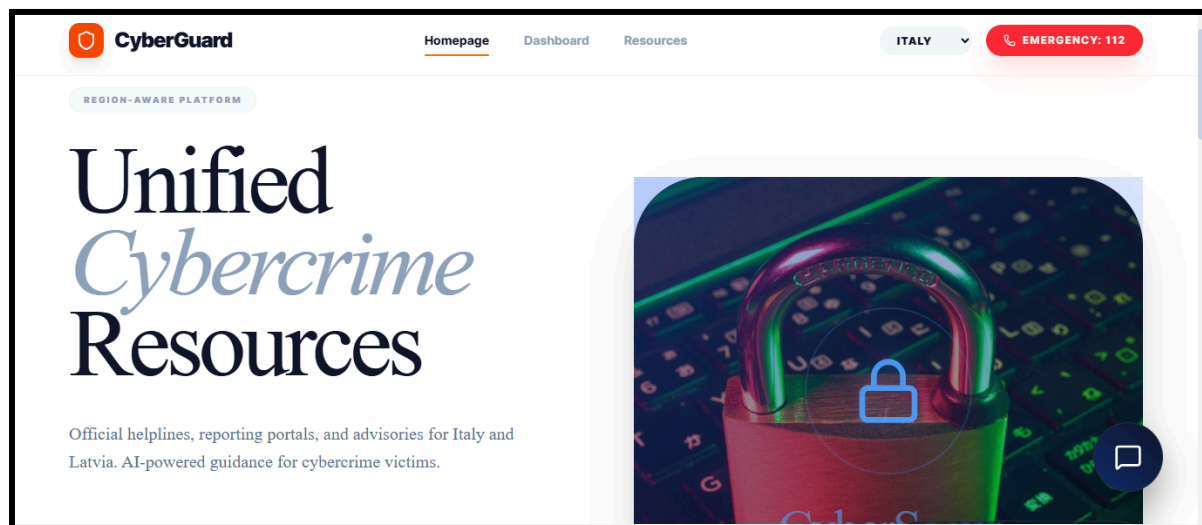 CyberGuard
Homepage
Dashboard
Resources
ITALY
EMERGENCY: 112
REGION-AWARE PLATFORM
Unified
Cybercrime
Resources
Official helplines, reporting portals, and advisories for Italy and
Latvia. AI-powered guidance for cybercrime victims.
HARDENED